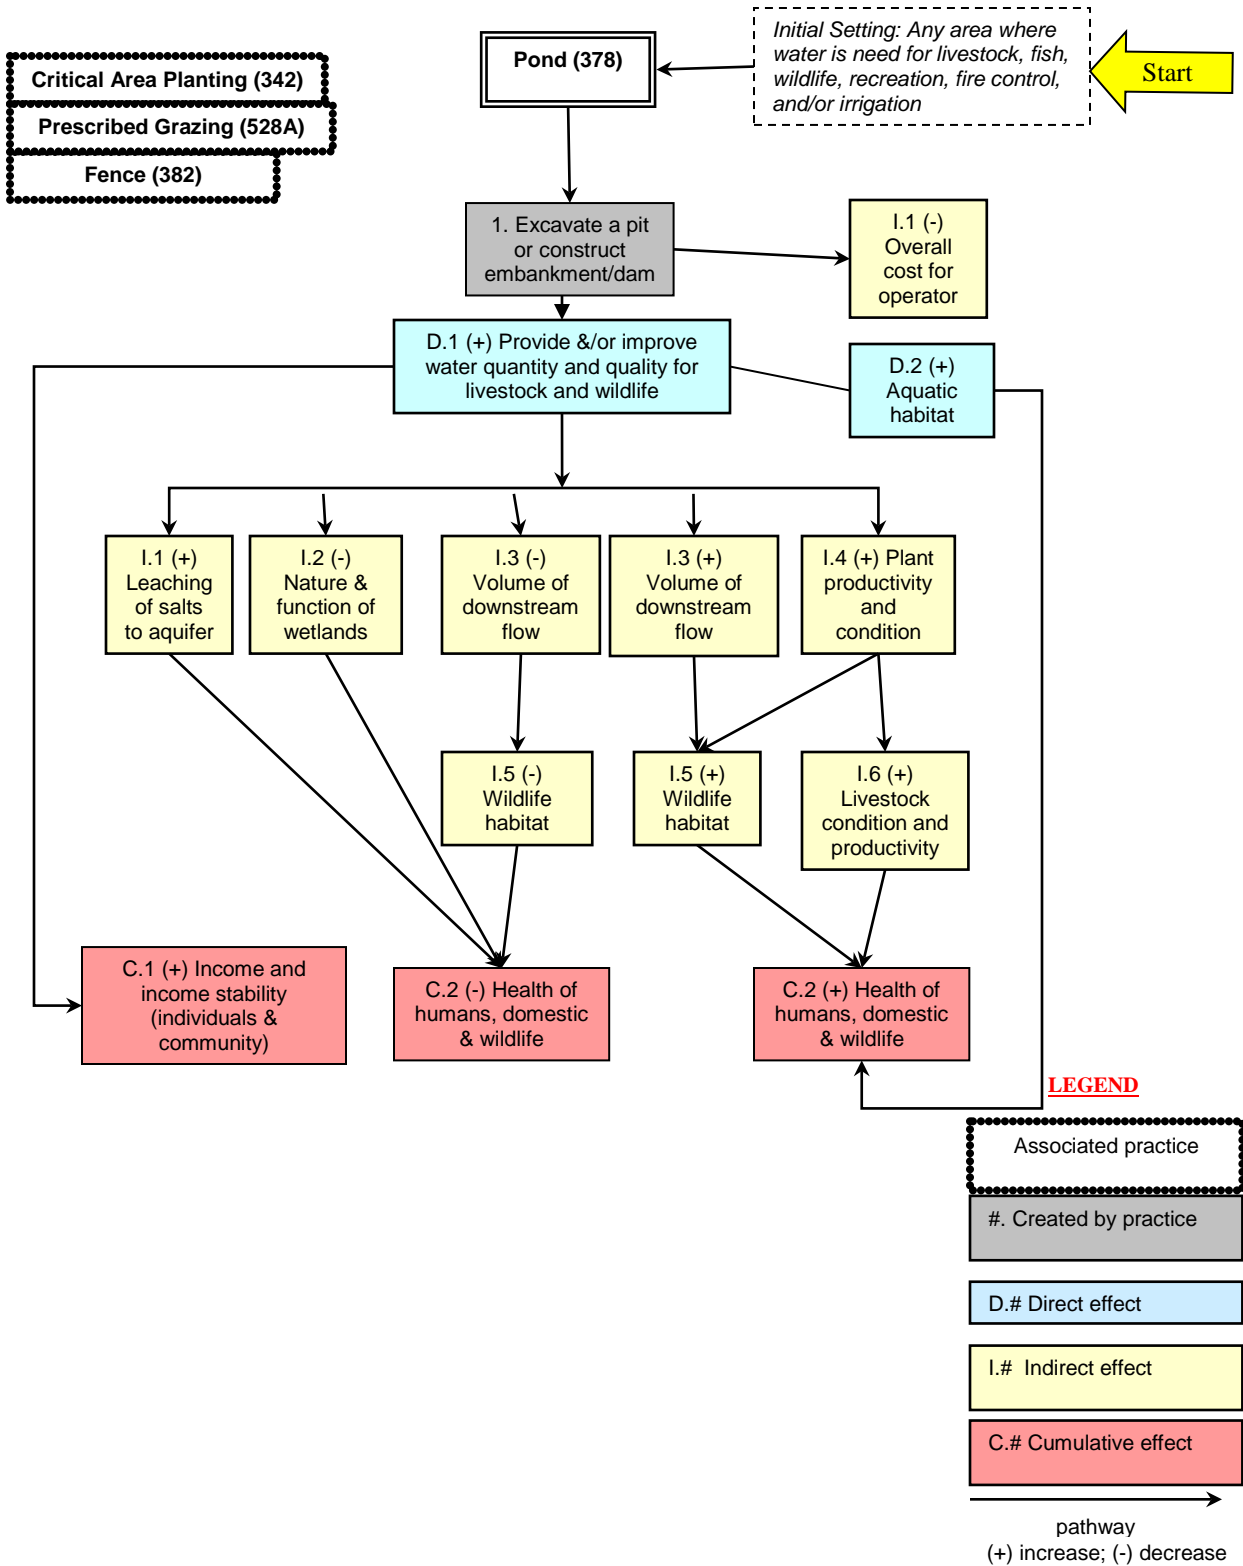 Initial Setting: Any area where
water is need for livestock, fish,
wildlife, recreation, fire control,
and/or irrigation
Start
Pond (378)
Critical Area Planting (342)
Prescribed Grazing (528A)
Fence (382)
1. Excavate a pit
or construct
embankment/dam
I.1 (-)
Overall
cost for
operator
D.1 (+) Provide &/or improve
water quantity and quality for
livestock and wildlife
D.2 (+)
Aquatic
habitat
I.1 (+)
Leaching
of salts
to aquifer
I.2 (-)
Nature &
function of
wetlands
I.3 (-)
Volume of
downstream
flow
I.3 (+)
Volume of
downstream
flow
I.4 (+) Plant
productivity
and
condition
I.5 (-)
Wildlife
habitat
I.5 (+)
Wildlife
habitat
I.6 (+)
Livestock
condition and
productivity
C.1 (+) Income and
income stability
(individuals &
community)
C.2 (-) Health of
humans, domestic
& wildlife
C.2 (+) Health of
humans, domestic
& wildlife
LEGEND
Associated practice
#. Created by practice
D.# Direct effect
I.# Indirect effect
C.# Cumulative effect
pathway
(+) increase; (-) decrease